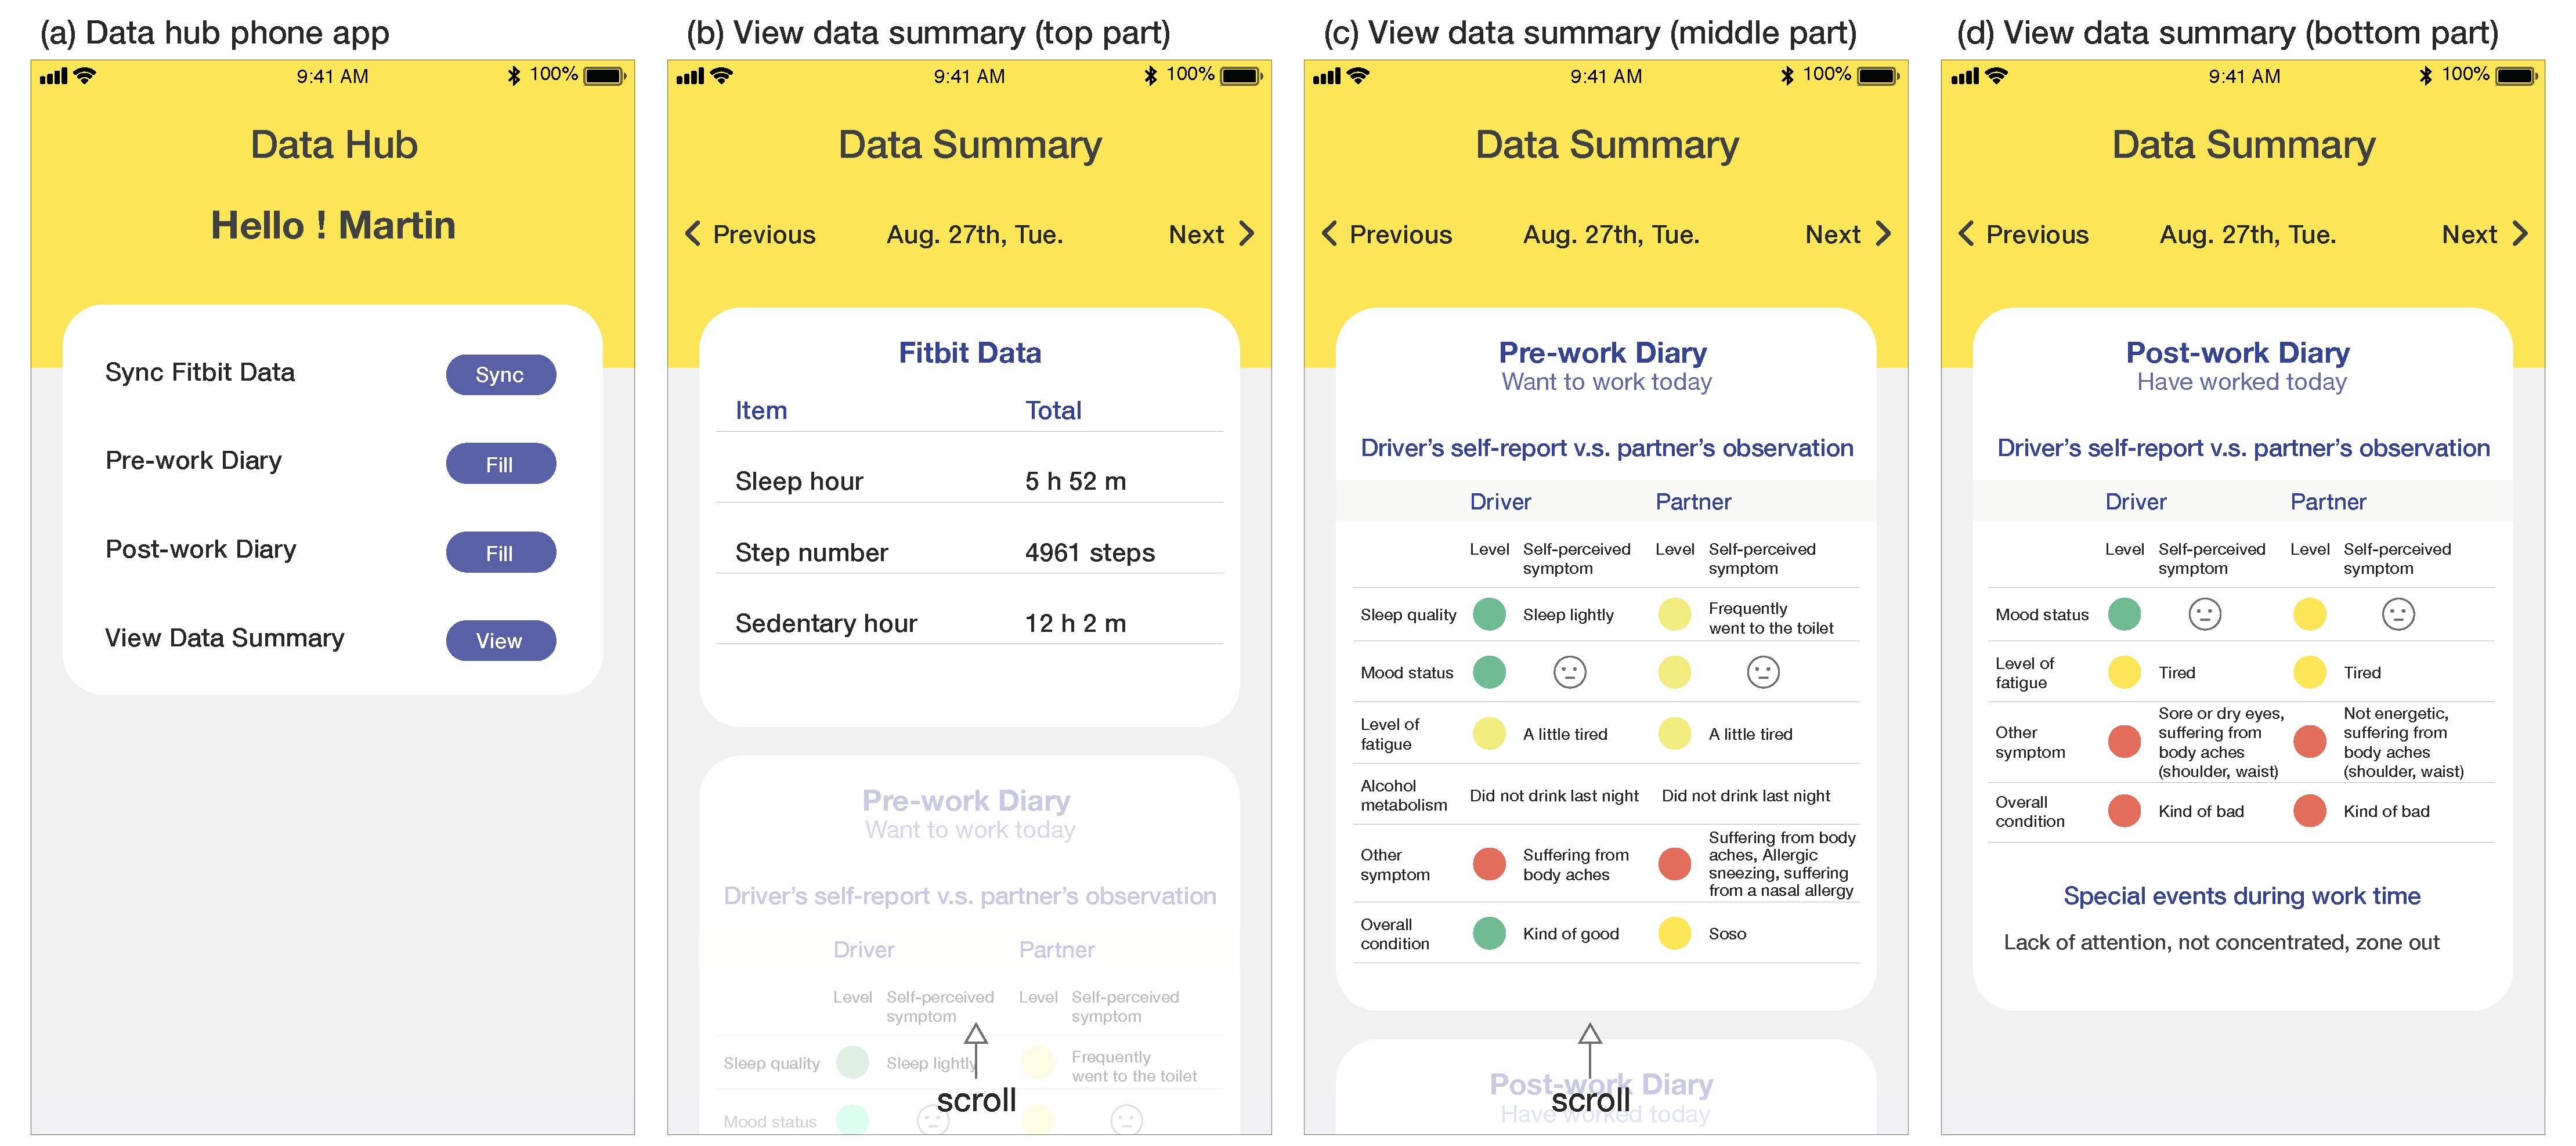 (a) Data hub phone app
9:41 AM
100%
Data Hub
Hello ! Martin
Sync Fitbit Data
Sync
Pre-work Diary
Fill
Post-work Diary
Fill
View Data Summary
View
(b) View data summary (top part)
9:41 AM
100%
Data Summary
Previous
Aug. 27th, Tue.
Next
Fitbit Data
Item
Total
Sleep hour
5 h 52 m
Step number
4961 steps
Sedentary hour
12 h 2 m
Pre-work Diary
Want to work today
Driver’s self-report v.s. partner’s observation
Driver
Partner
Level
Self-perceived
symptom
Level
Self-perceived
symptom
Sleep quality
Sleep lightly
Frequently
went to the toilet
Mood status
scroll
(c) View data summary (middle part)
9:41 AM
100%
Data Summary
Previous
Aug. 27th, Tue.
Next
Pre-work Diary
Want to work today
Driver’s self-report v.s. partner’s observation
Driver
Partner
Level
Self-perceived
symptom
Level
Self-perceived
symptom
Sleep quality
Sleep lightly
Frequently
went to the toilet
Mood status
Level of
fatigue
A little tired
A little tired
Alcohol
metabolism
Did not drink last night
Did not drink last night
Other
symptom
Suffering from
body aches
Suffering from body
aches, Allergic
sneezing, suffering
from a nasal allergy
Overall
condition
Kind of good
Soso
Post-work Diary
Have worked today
scroll
(d) View data summary (bottom part)
9:41 AM
100%
Data Summary
Previous
Aug. 27th, Tue.
Next
Post-work Diary
Have worked today
Driver’s self-report v.s. partner’s observation
Driver
Partner
Level
Self-perceived
symptom
Level
Self-perceived
symptom
Mood status
Level of
fatigue
Tired
Tired
Other
symptom
Sore or dry eyes,
suffering from
body aches
(shoulder, waist)
Not energetic,
suffering from
body aches
(shoulder, waist)
Overall
condition
Kind of bad
Kind of bad
Special events during work time
Lack of attention, not concentrated, zone out